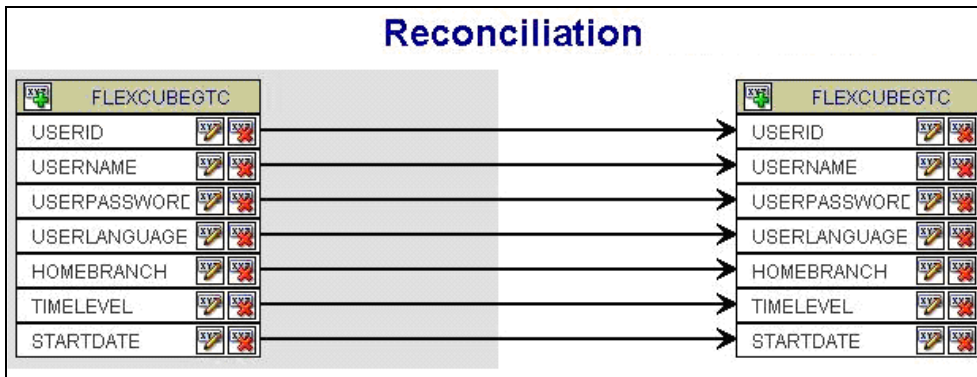 Reconciliation
FLEXCUBEGTC FLEXCUBEGTC
USERID USERID
USERNAME USERNAME
USERPASSWORD USERPASSWORD
USERLANGUAGE USERLANGUAGE
HOMEBRANCH HOMEBRANCH
TIMELEVEL TIMELEVEL
STARTDATE STARTDATE